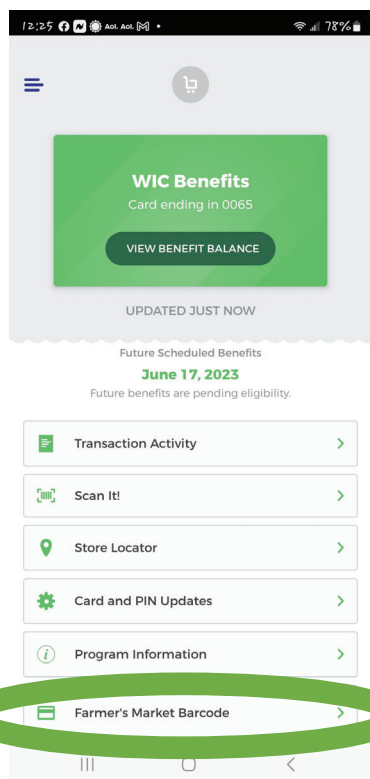 12:25 AOL. AOL. 78%
WIC Benefits
Card ending in 0065
VIEW BENEFIT BALANCE
UPDATED JUST NOW
Future Scheduled Benefits
June 17, 2023
Future benefits are pending eligibility.
Transaction Activity
Scan It!
Store Locator
Card and PIN Updates
Program Information
Farmer's Market Barcode